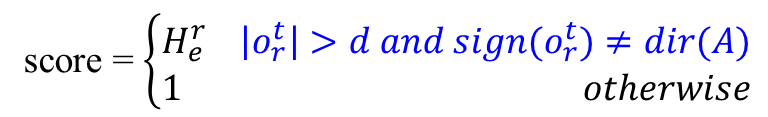 score = { H_e^r |o_r^t| > d and sign(o_r^t) ≠ dir(A)
1 otherwise